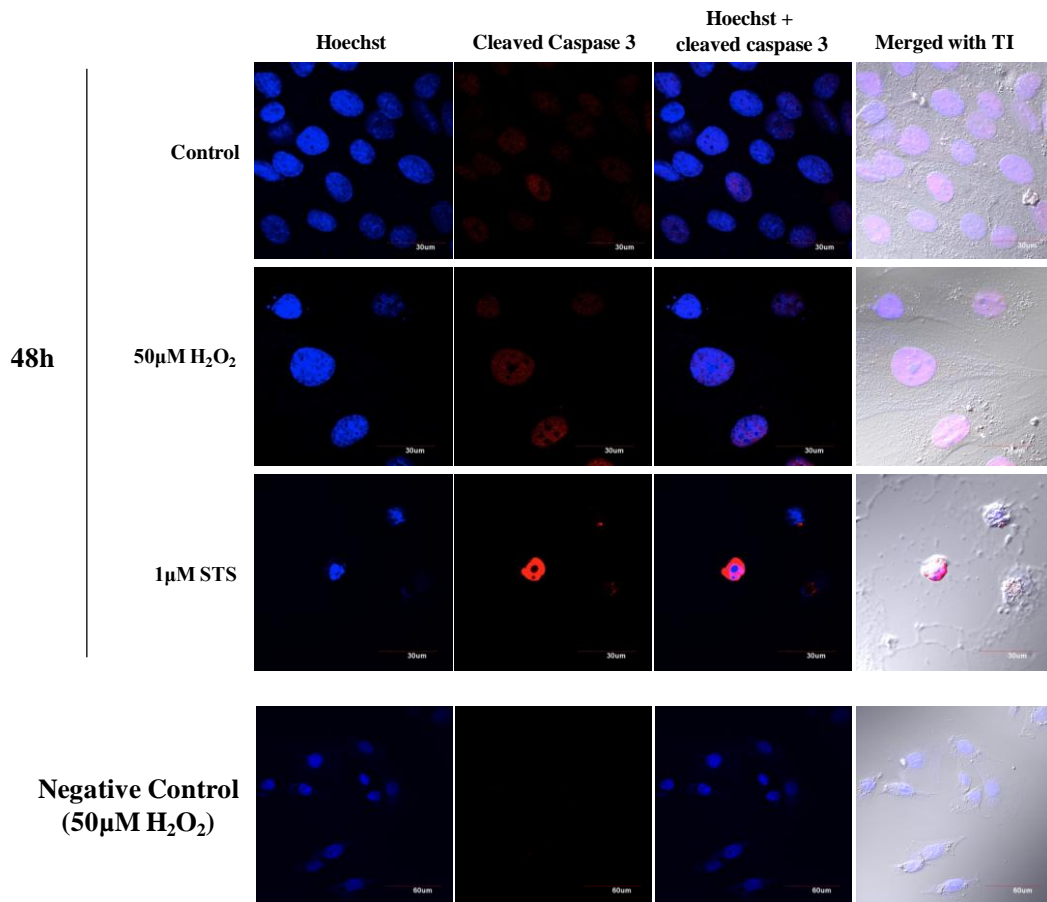 Hoechst
Cleaved Caspase 3
Hoechst +
cleaved caspase 3
Merged with TI
Control
30um
30um
30um
30um
48h
50μM H₂O₂
30um
30um
30um
30um
1μM STS
30um
30um
30um
30um
Negative Control
(50μM H₂O₂)
60um
60um
60um
60um